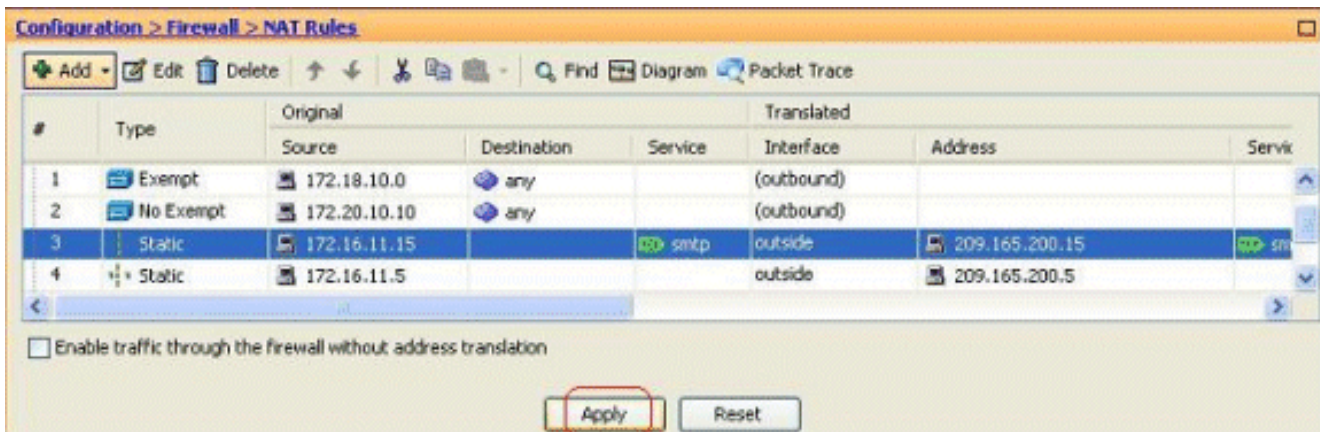 Configuration > Firewall > NAT Rules
Add Edit Delete Find Diagram Packet Trace
# Type Original Translated
Source Destination Service Interface Address Servic
1 Exempt 172.18.10.0 any (outbound)
2 No Exempt 172.20.10.10 any (outbound)
3 Static 172.16.11.15 smtp outside 209.165.200.15 sm
4 Static 172.16.11.5 outside 209.165.200.5
Enable traffic through the firewall without address translation
Apply Reset